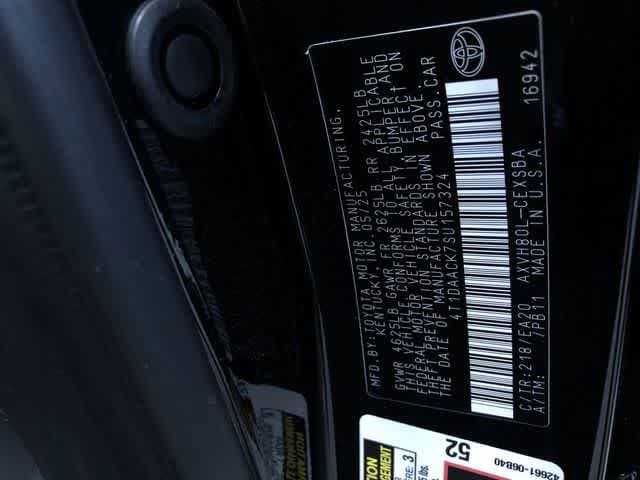 MFD.BY:TOYOTA MOTOR MANUFACTURING,
KENTUCKY, INC. 05/25
GVWR 4625LB GAWR FR 2625LB RR 2425LB
THIS VEHICLE CONFORMS TO ALL APPLICABLE
FEDERAL MOTOR VEHICLE SAFETY, BUMPER, AND
THEFT PREVENTION STANDARDS IN EFFECT ON
THE DATE OF MANUFACTURE SHOWN ABOVE.
4T1DAACK7SU157324 PASS.CAR
C/TR:218/EA20 AXVH80L-CEXSBA
A/TM: /PB11 MADE IN U.S.A. 16942
42661-06B40
52